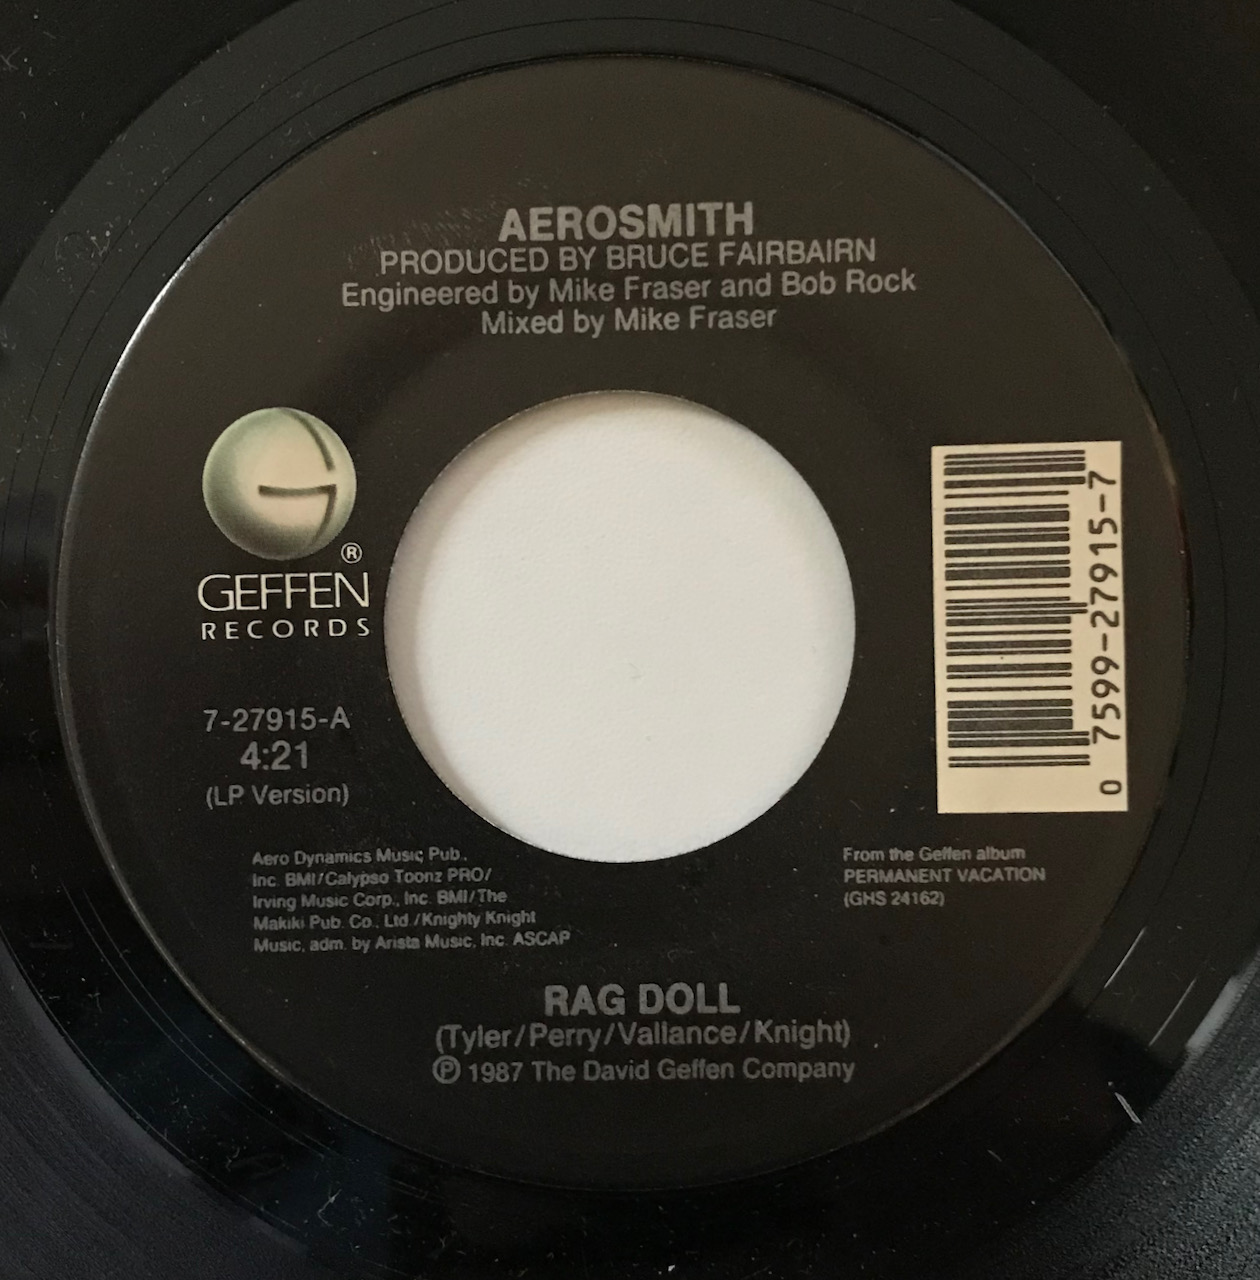 AEROSMITH
PRODUCED BY BRUCE FAIRBAIRN
Engineered by Mike Fraser and Bob Rock
Mixed by Mike Fraser
®
GEFFEN
RECORDS
7-27915-A
4:21
(LP Version)
0 7599-27915-7
Aero Dynamics Music Pub.,
Inc. BMI/Calypso Toonz PRO/
Irving Music Corp., Inc. BMI/The
Makiki Pub. Co., Ltd./Knighty Knight
Music, adm. by Arista Music, Inc. ASCAP
From the Geffen album
PERMANENT VACATION
(GHS 24162)
RAG DOLL
(Tyler/Perry/Vallance/Knight)
℗ 1987 The David Geffen Company